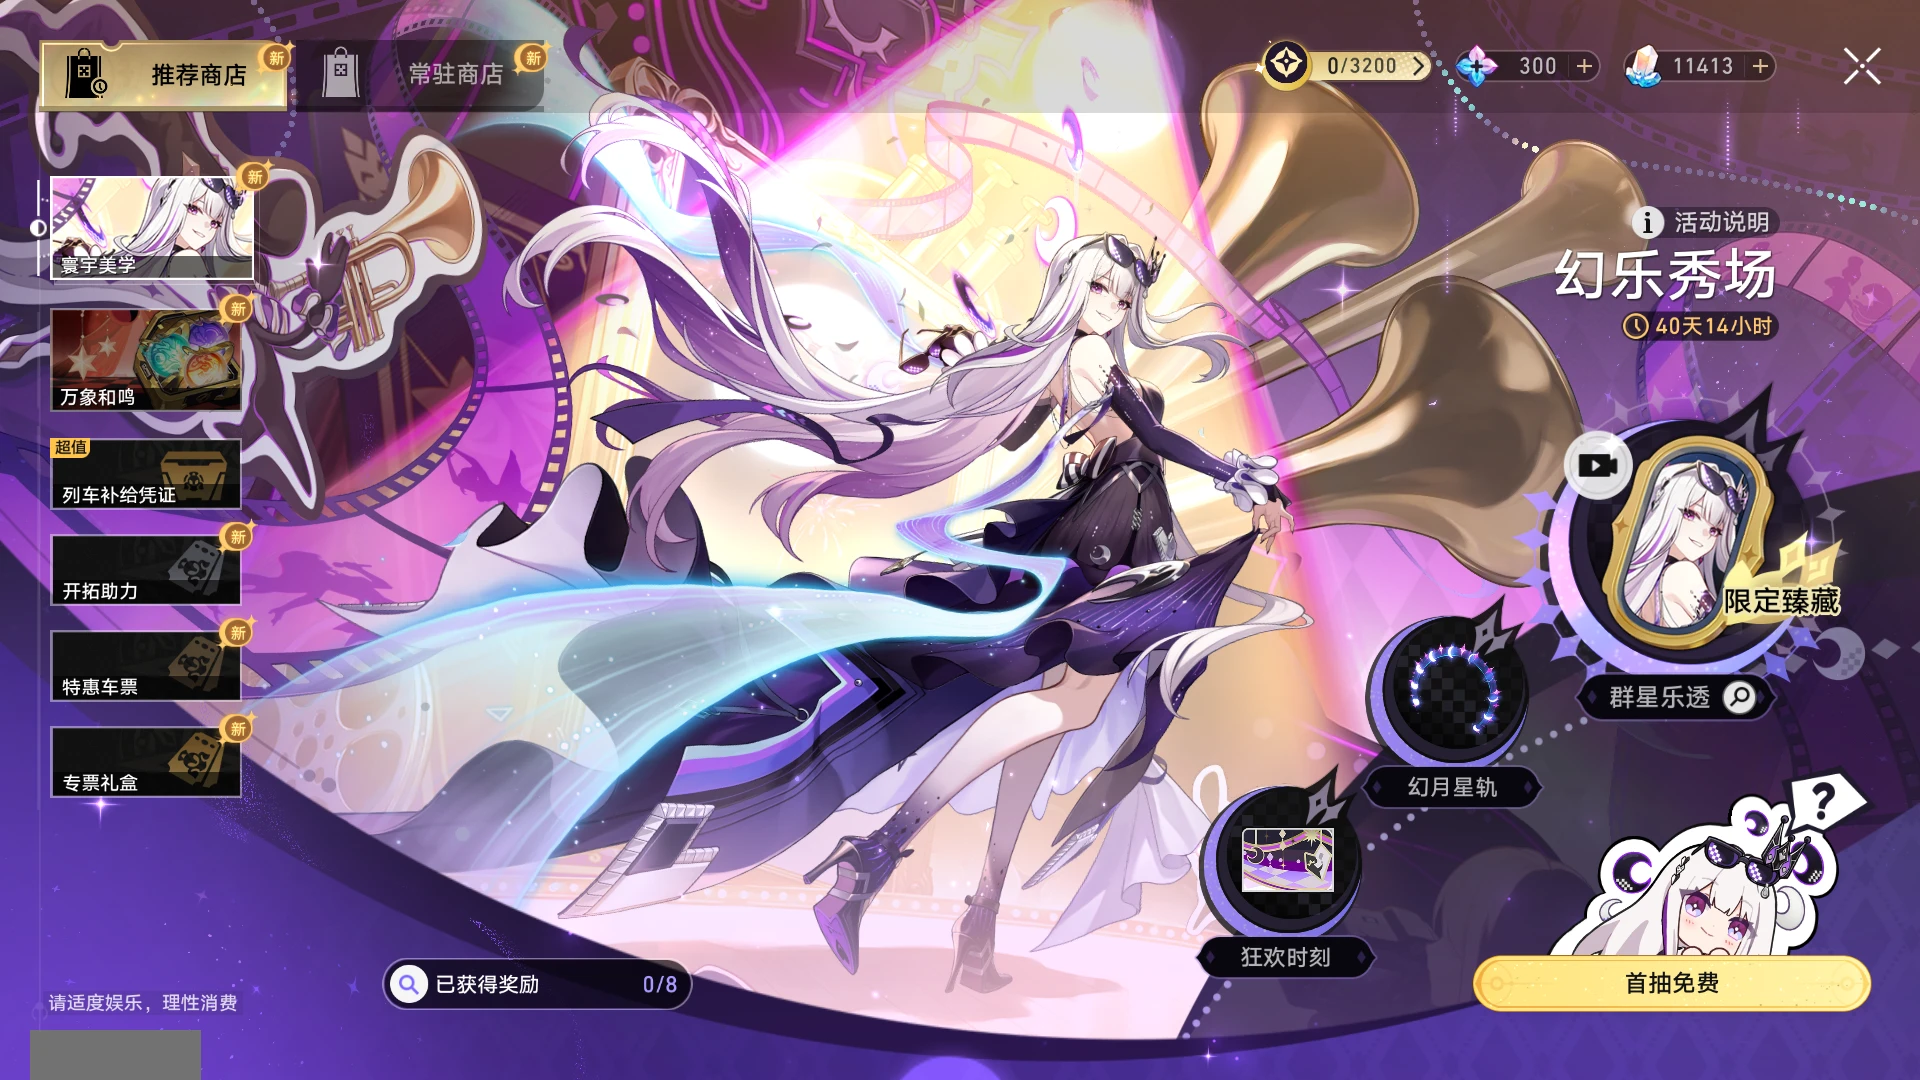 推荐商店
新
常驻商店
新
0/3200
300
11413
新
寰宇美学
新
万象和鸣
超值
列车补给凭证
新
开拓助力
新
特惠车票
新
专票礼盒
活动说明
幻乐秀场
40天14小时
限定臻藏
群星乐透
幻月星轨
狂欢时刻
?
首抽免费
已获得奖励
0/8
请适度娱乐，理性消费